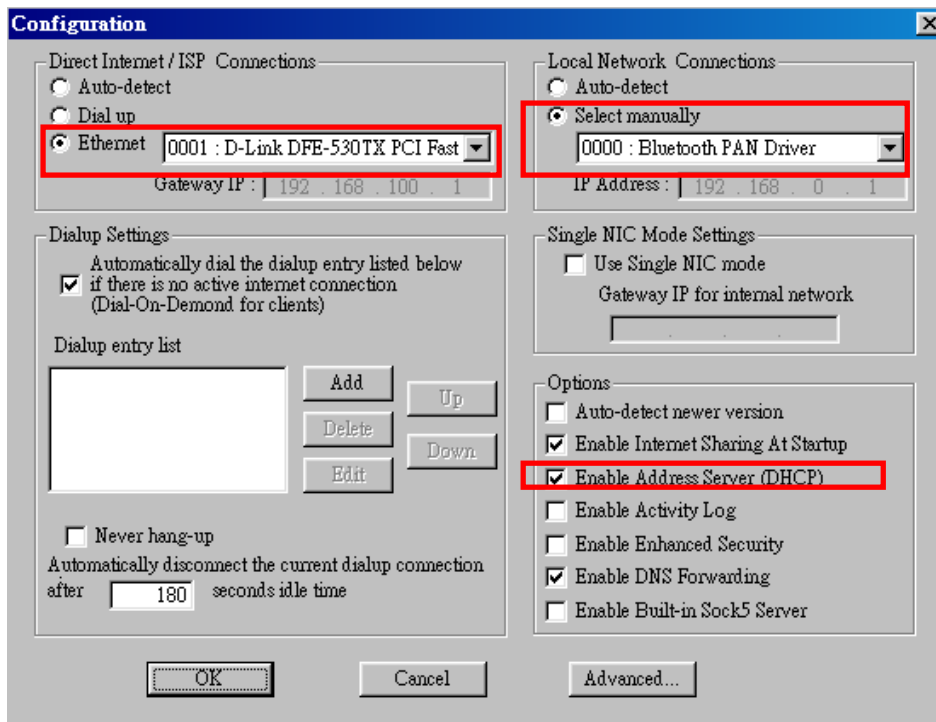 Configuration
Direct Internet / ISP Connections
Auto-detect
Dial up
Ethernet
0001 : D-Link DFE-530TX PCI Fast
Gateway IP : 192 . 168 . 100 . 1
Local Network Connections
Auto-detect
Select manually
0000 : Bluetooth PAN Driver
IP Address : 192 . 168 . 0 . 1
Dialup Settings
Automatically dial the dialup entry listed below
if there is no active internet connection
(Dial-On-Demond for clients)
Dialup entry list
Add
Delete
Edit
Up
Down
Never hang-up
Automatically disconnect the current dialup connection
after 180 seconds idle time
Single NIC Mode Settings
Use Single NIC mode
Gateway IP for internal network
. . .
Options
Auto-detect newer version
Enable Internet Sharing At Startup
Enable Address Server (DHCP)
Enable Activity Log
Enable Enhanced Security
Enable DNS Forwarding
Enable Built-in Sock5 Server
OK
Cancel
Advanced...